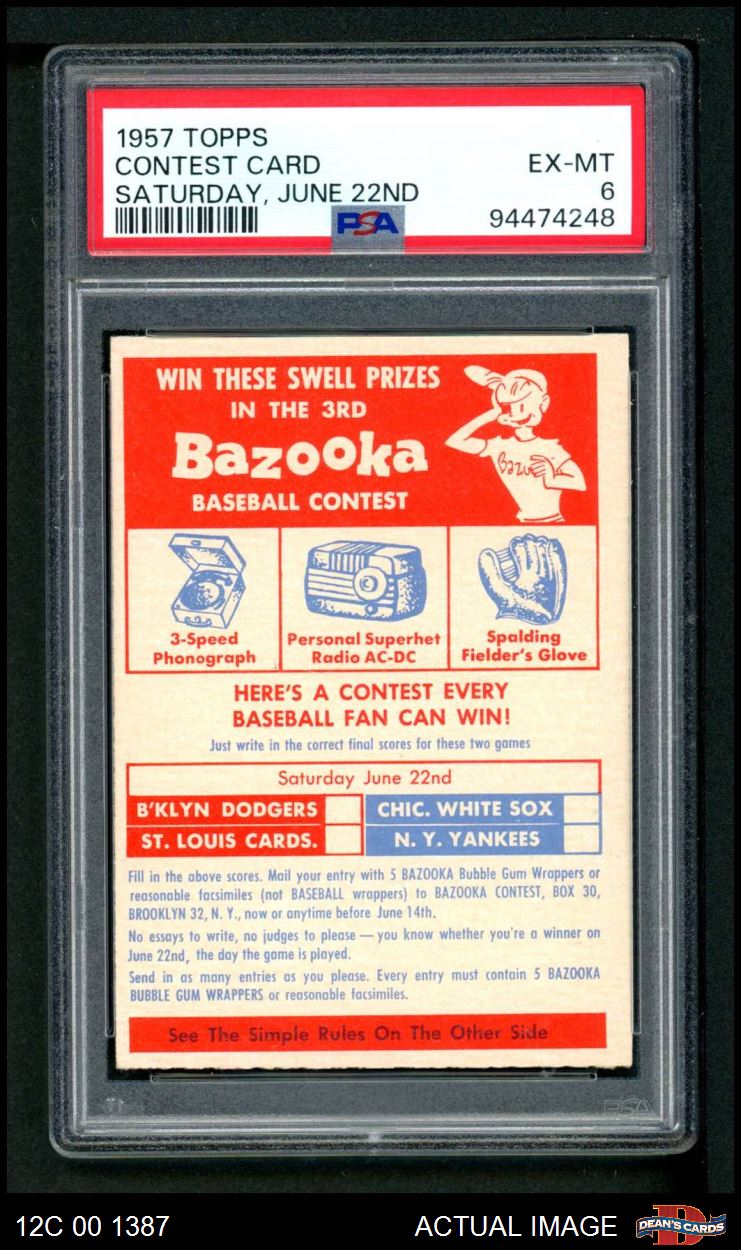 1957 TOPPS
CONTEST CARD EX-MT
SATURDAY, JUNE 22ND 6
PSA 94474248
WIN THESE SWELL PRIZES
IN THE 3RD
Bazooka
BASEBALL CONTEST
Bazoo
3-Speed
Phonograph
Personal Superhet
Radio AC-DC
Spalding
Fielder's Glove
HERE'S A CONTEST EVERY
BASEBALL FAN CAN WIN!
Just write in the correct final scores for these two games
Saturday June 22nd
B'KLYN DODGERS CHIC. WHITE SOX
ST. LOUIS CARDS. N. Y. YANKEES
Fill in the above scores. Mail your entry with 5 BAZOOKA Bubble Gum Wrappers or
reasonable facsimiles (not BASEBALL wrappers) to BAZOOKA CONTEST, BOX 30,
BROOKLYN 32, N. Y., now or anytime before June 14th.
No essays to write, no judges to please — you know whether you're a winner on
June 22nd, the day the game is played.
Send in as many entries as you please. Every entry must contain 5 BAZOOKA
BUBBLE GUM WRAPPERS or reasonable facsimiles.
See The Simple Rules On The Other Side
PSA
12C 00 1387 ACTUAL IMAGE DEAN'S CARDS